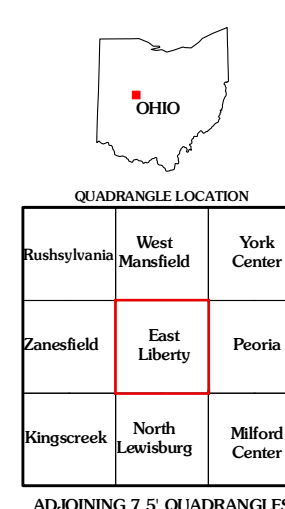 OHIO
QUADRANGLE LOCATION
Rushsylvania
West
Mansfield
York
Center
Zanesfield
East
Liberty
Peoria
Kingscreek
North
Lewisburg
Milford
Center
ADJOINING 7.5' QUADRANGLES